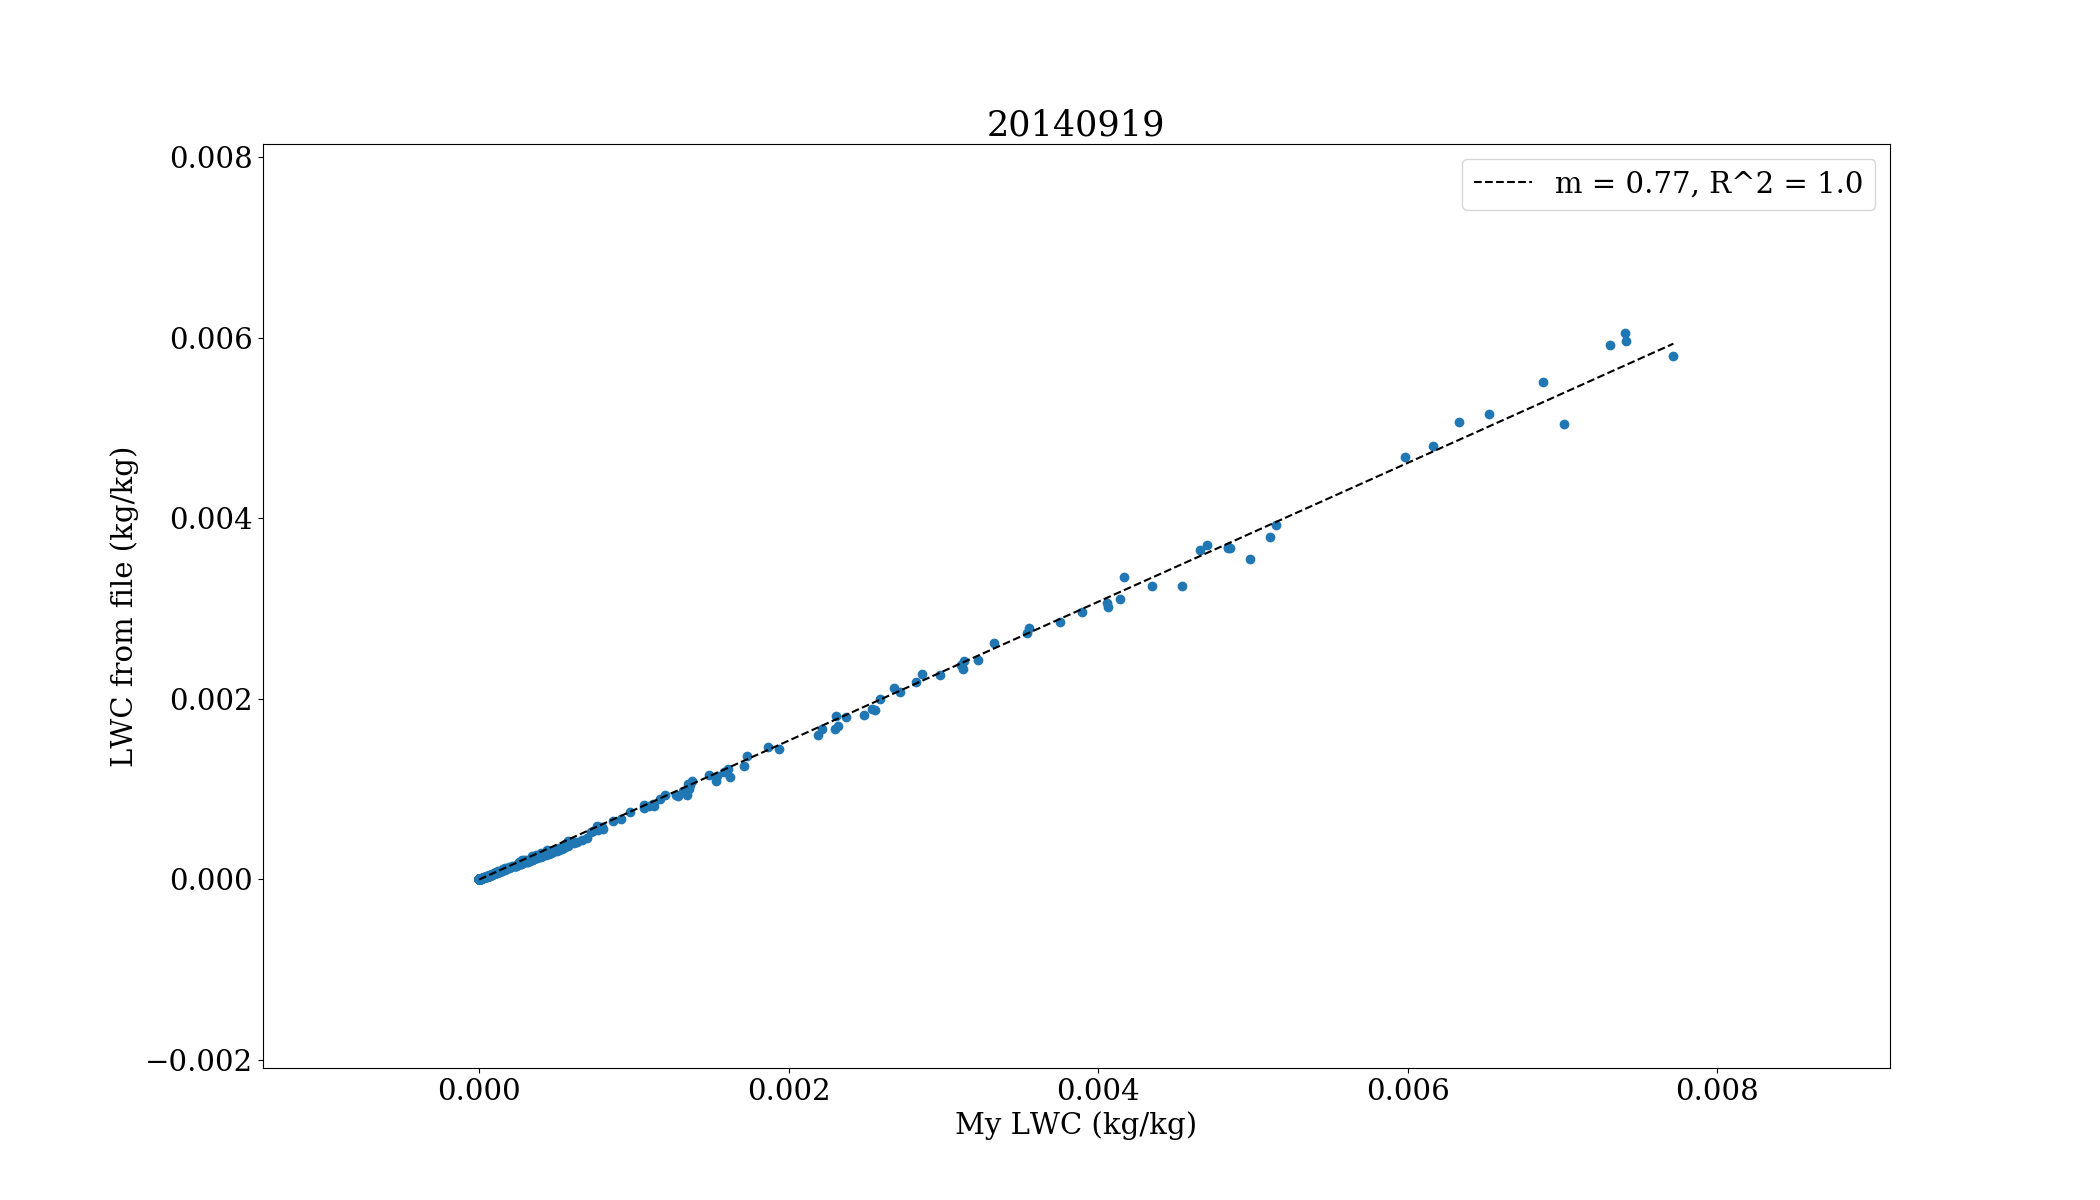 20140919
m = 0.77, R^2 = 1.0
LWC from file (kg/kg)
0.008
0.006
0.004
0.002
0.000
−0.002
0.000 0.002 0.004 0.006 0.008
My LWC (kg/kg)